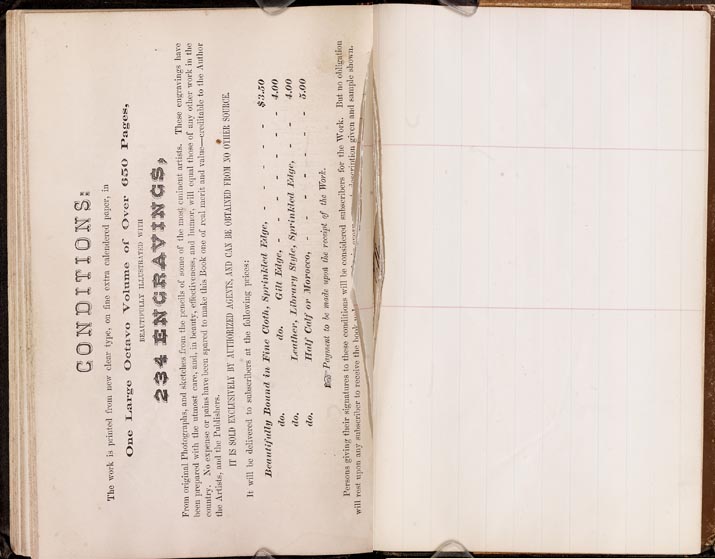 CONDITIONS:
The work is printed from new clear type, on fine extra calendered paper, in
One Large Octavo Volume of Over 650 Pages,
BEAUTIFULLY ILLUSTRATED WITH
234 ENGRAVINGS,
From original Photographs, and sketches from the pencils of some of the most eminent artists. These engravings have
been prepared with the utmost care, and, in beauty, effectiveness, and humor, will equal those of any other work in the
country. No expense or pains have been spared to make this Book one of real merit and value—creditable to the Author
the Artists, and the Publishers.
IT IS SOLD EXCLUSIVELY BY AUTHORIZED AGENTS, AND CAN BE OBTAINED FROM NO OTHER SOURCE.
It will be delivered to subscribers at the following prices:
Beautifully Bound in Fine Cloth, Sprinkled Edge, - - - - - - $3.50
do. do. Gilt Edge, - - - - - - - - 4.00
do. Leather, Library Style, Sprinkled Edge, - - - - 4.00
do. Half Calf or Morocco, - - - - - - - - 5.00
☞ Payment to be made upon the receipt of the Work.
Persons giving their signatures to these conditions will be considered subscribers for the Work. But no obligation
will rest upon any subscriber to receive the book description given and sample shown.